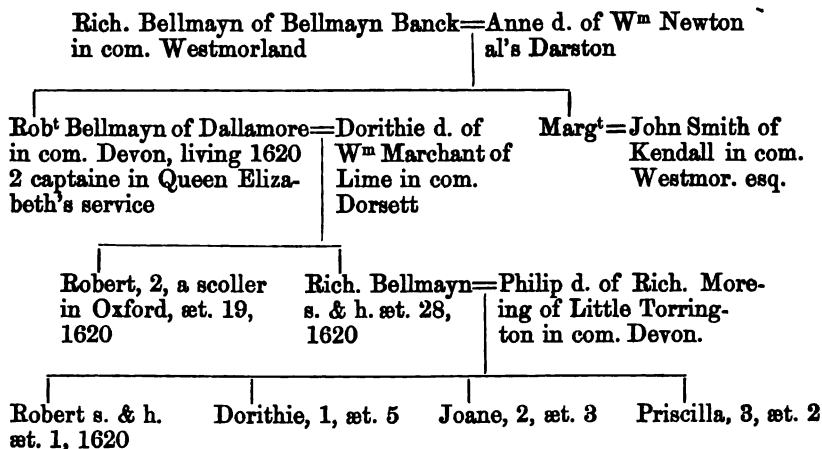 Rich. Bellmayn of Bellmayn Banck=Anne d. of Wᵐ Newton
in com. Westmorland al's Darston
Robᵗ Bellmayn of Dallamore=Dorithie d. of Margᵗ=John Smith of
in com. Devon, living 1620 Wᵐ Marchant of Kendall in com.
2 captaine in Queen Eliza- Lime in com. Westmor. esq.
beth's service Dorsett
Robert, 2, a scoller Rich. Bellmayn=Philip d. of Rich. More-
in Oxford, æt. 19, s. & h. æt. 28, ing of Little Torring-
1620 1620 ton in com. Devon.
Robert s. & h. Dorithie, 1, æt. 5 Joane, 2, æt. 3 Priscilla, 3, æt. 2
æt. 1, 1620